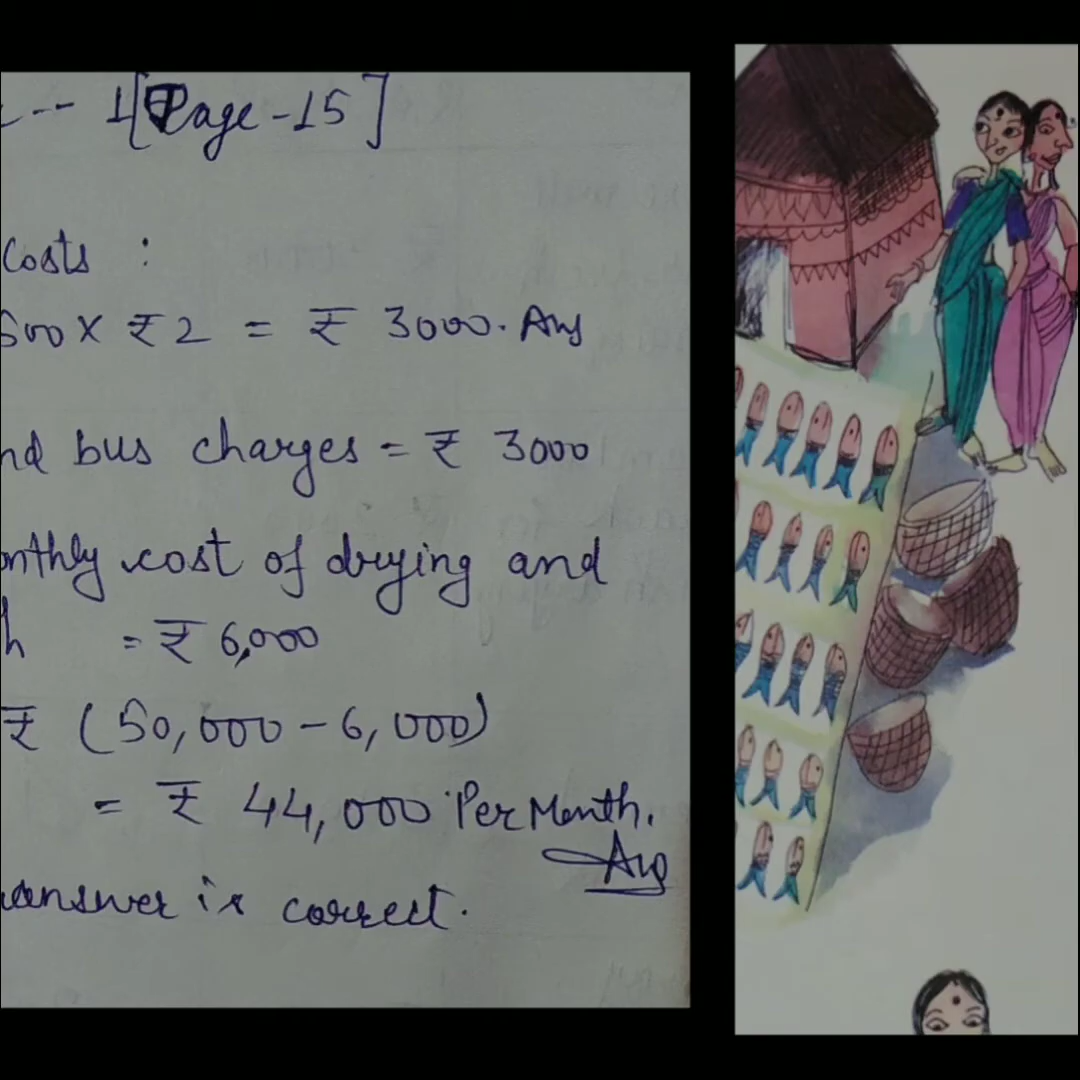 1[Page-15]
costs :
500 X ₹ 2 = ₹ 3000. Ans
nd bus charges = ₹ 3000
onthly cost of drying and
h = ₹ 6,000
₹ (50,000 - 6,000)
= ₹ 44,000 Per Month.
Ans
answer is correct.